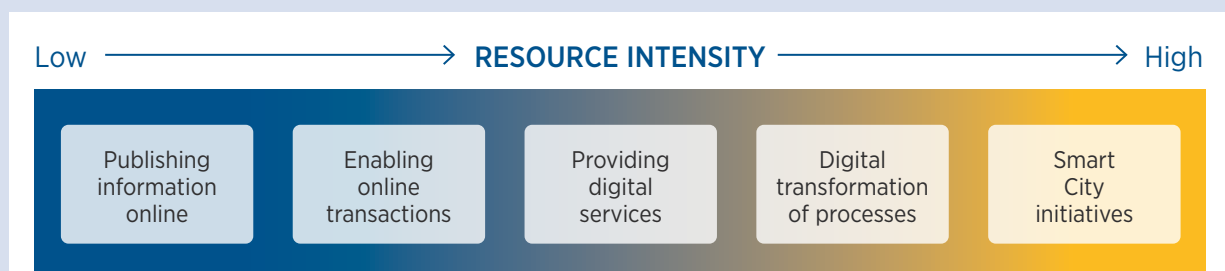 Low RESOURCE INTENSITY High
Publishing
information
online
Enabling
online
transactions
Providing
digital
services
Digital
transformation
of processes
Smart
City
initiatives